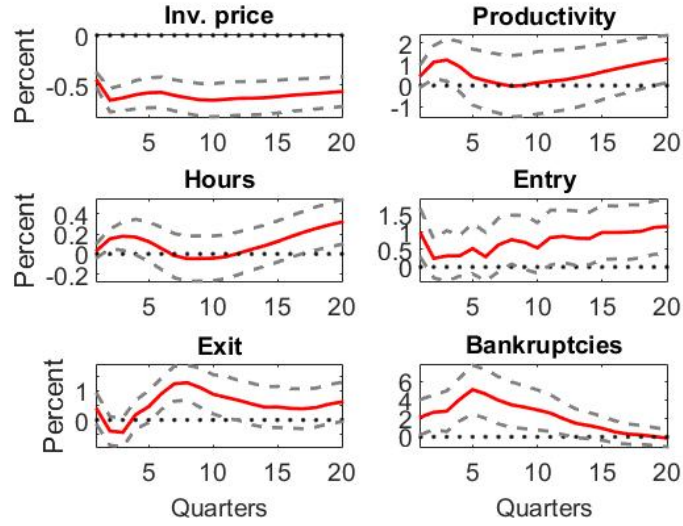 Inv. price
Productivity
Percent
0
-0.5
5 10 15 20
2
1
0
-1
5 10 15 20
Hours
Entry
Percent
0.4
0.2
0
-0.2
5 10 15 20
1.5
1
0.5
0
5 10 15 20
Exit
Bankruptcies
Percent
1
0
5 10 15 20
6
4
2
0
5 10 15 20
Quarters
Quarters